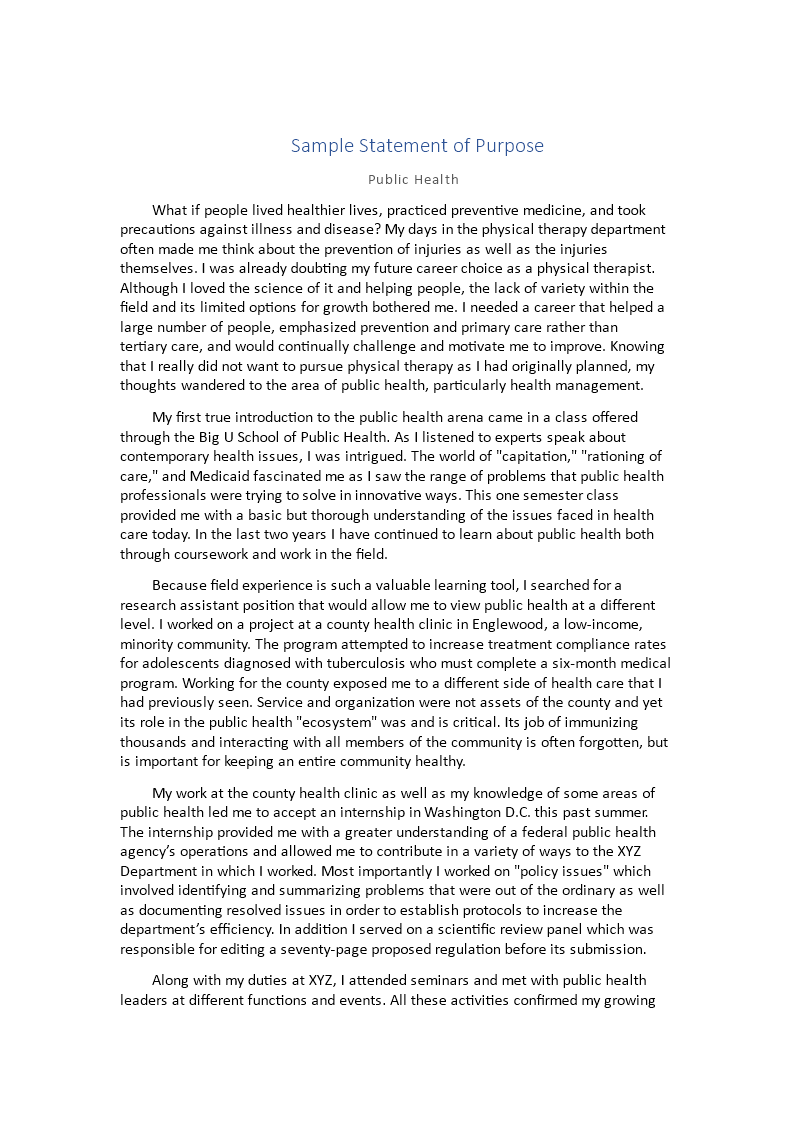 Sample Statement of Purpose
Public Health
What if people lived healthier lives, practiced preventive medicine, and took
precautions against illness and disease? My days in the physical therapy department
often made me think about the prevention of injuries as well as the injuries
themselves. I was already doubting my future career choice as a physical therapist.
Although I loved the science of it and helping people, the lack of variety within the
field and its limited options for growth bothered me. I needed a career that helped a
large number of people, emphasized prevention and primary care rather than
tertiary care, and would continually challenge and motivate me to improve. Knowing
that I really did not want to pursue physical therapy as I had originally planned, my
thoughts wandered to the area of public health, particularly health management.
My first true introduction to the public health arena came in a class offered
through the Big U School of Public Health. As I listened to experts speak about
contemporary health issues, I was intrigued. The world of "capitation," "rationing of
care," and Medicaid fascinated me as I saw the range of problems that public health
professionals were trying to solve in innovative ways. This one semester class
provided me with a basic but thorough understanding of the issues faced in health
care today. In the last two years I have continued to learn about public health both
through coursework and work in the field.
Because field experience is such a valuable learning tool, I searched for a
research assistant position that would allow me to view public health at a different
level. I worked on a project at a county health clinic in Englewood, a low-income,
minority community. The program attempted to increase treatment compliance rates
for adolescents diagnosed with tuberculosis who must complete a six-month medical
program. Working for the county exposed me to a different side of health care that I
had previously seen. Service and organization were not assets of the county and yet
its role in the public health "ecosystem" was and is critical. Its job of immunizing
thousands and interacting with all members of the community is often forgotten, but
is important for keeping an entire community healthy.
My work at the county health clinic as well as my knowledge of some areas of
public health led me to accept an internship in Washington D.C. this past summer.
The internship provided me with a greater understanding of a federal public health
agency’s operations and allowed me to contribute in a variety of ways to the XYZ
Department in which I worked. Most importantly I worked on "policy issues" which
involved identifying and summarizing problems that were out of the ordinary as well
as documenting resolved issues in order to establish protocols to increase the
department’s efficiency. In addition I served on a scientific review panel which was
responsible for editing a seventy-page proposed regulation before its submission.
Along with my duties at XYZ, I attended seminars and met with public health
leaders at different functions and events. All these activities confirmed my growing